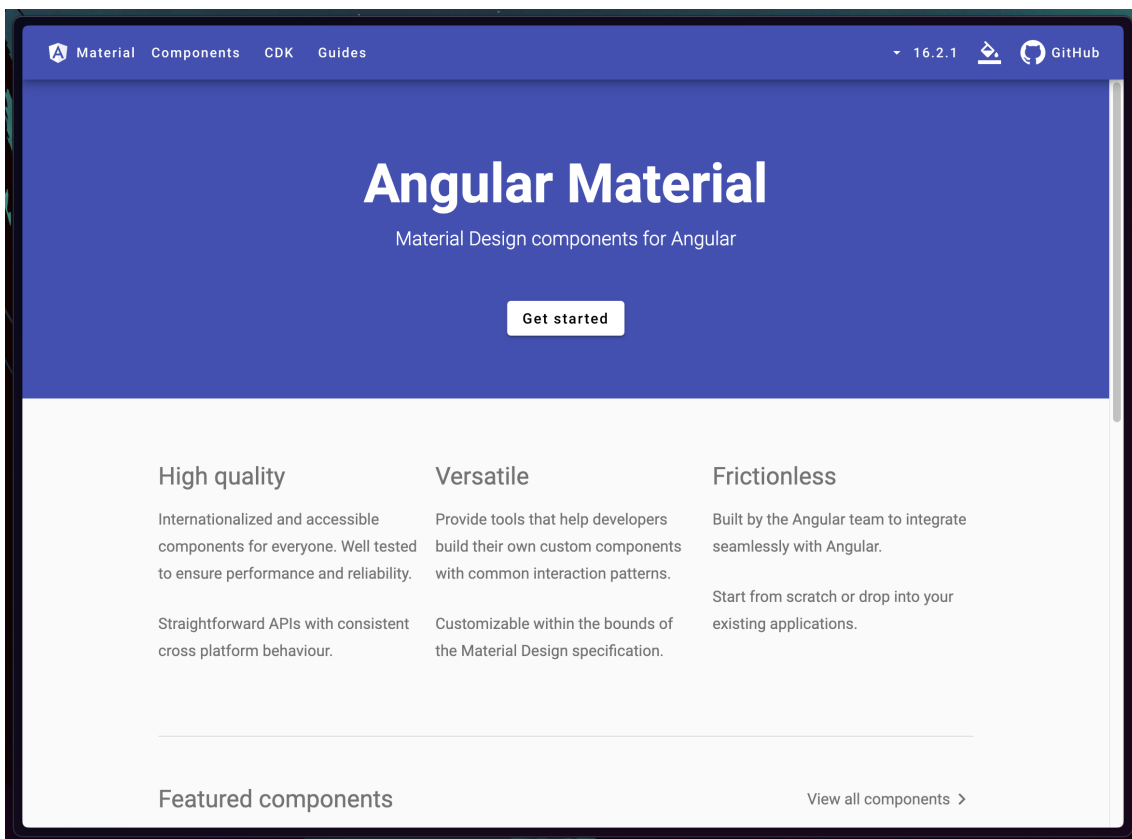 Material Components CDK Guides 16.2.1 GitHub
Angular Material
Material Design components for Angular
Get started
High quality
Internationalized and accessible
components for everyone. Well tested
to ensure performance and reliability.
Straightforward APIs with consistent
cross platform behaviour.
Versatile
Provide tools that help developers
build their own custom components
with common interaction patterns.
Customizable within the bounds of
the Material Design specification.
Frictionless
Built by the Angular team to integrate
seamlessly with Angular.
Start from scratch or drop into your
existing applications.
Featured components
View all components